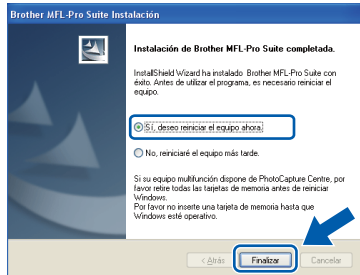 Brother MFL-Pro Suite Instalación
Instalación de Brother MFL-Pro Suite completada.
InstallShield Wizard ha instalado Brother MFL-Pro Suite con
éxito. Antes de utilizar el programa, es necesario reiniciar el
equipo.
Sí, deseo reiniciar el equipo ahora.
No, reiniciaré el equipo más tarde.
Si su equipo multifunción dispone de PhotoCapture Centre, por
favor retire todas las tarjetas de memoria antes de reiniciar
Windows.
Por favor no inserte una tarjeta de memoria hasta que
Windows esté operativo.
< Atrás Finalizar Cancelar